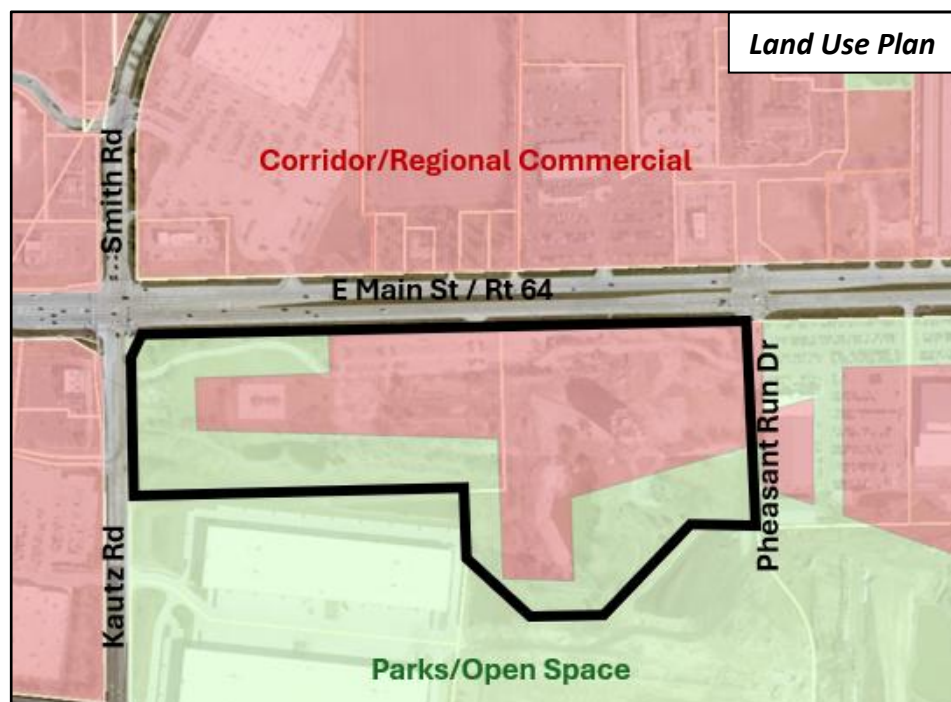 Land Use Plan
Smith Rd
Corridor/Regional Commercial
E Main St / Rt 64
Kautz Rd
Pheasant Run Dr
Parks/Open Space